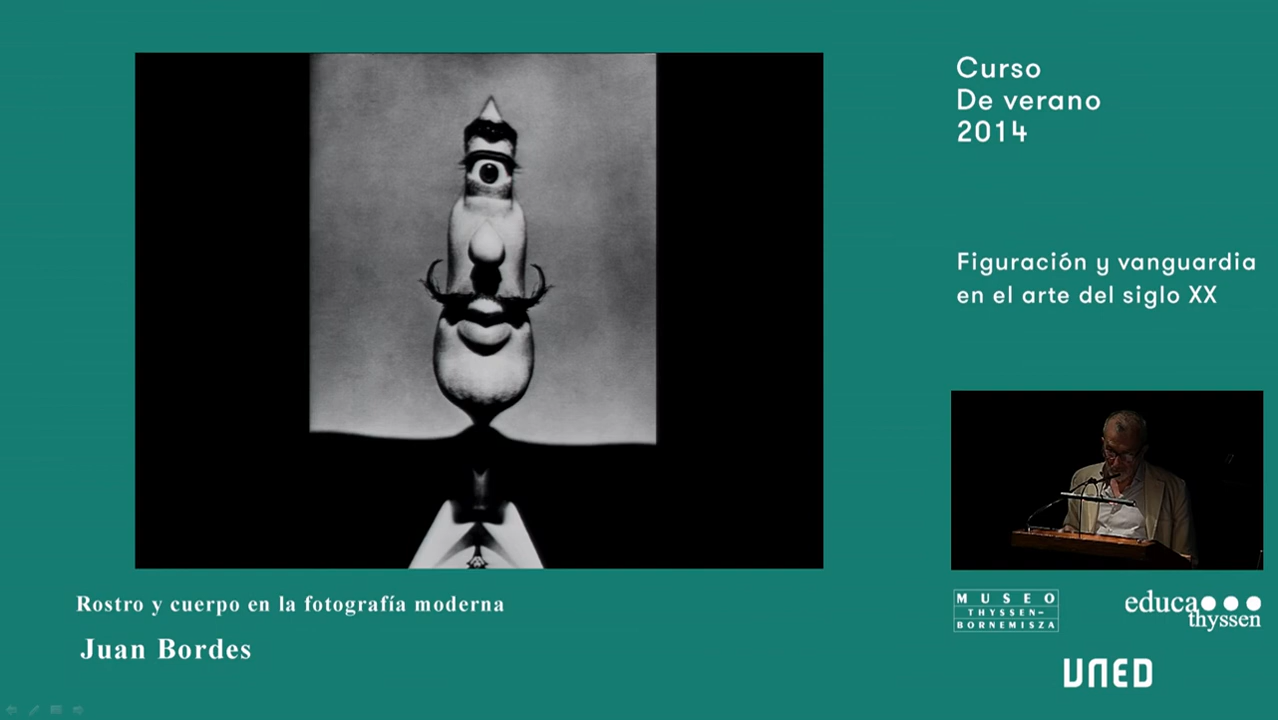 Curso
De verano
2014
Figuración y vanguardia
en el arte del siglo XX
Rostro y cuerpo en la fotografía moderna
Juan Bordes
MUSEO
THYSSEN-
BORNEMISZA
educa
thyssen
UNED